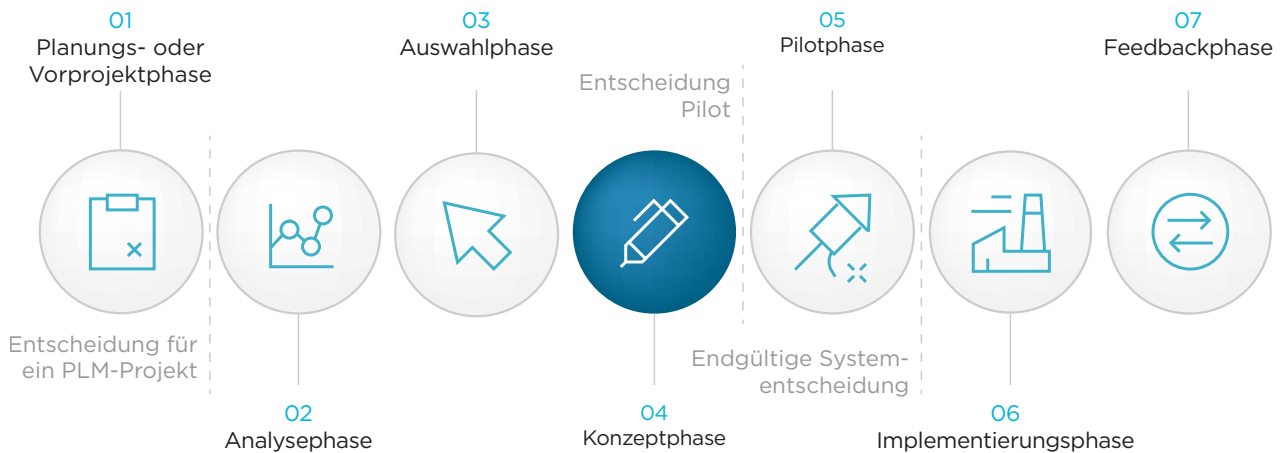 01
Planungs- oder
Vorprojektphase
Entscheidung für
ein PLM-Projekt
02
Analysephase
03
Auswahlphase
04
Konzeptphase
Entscheidung
Pilot
05
Pilotphase
Endgültige System-
entscheidung
06
Implementierungsphase
07
Feedbackphase